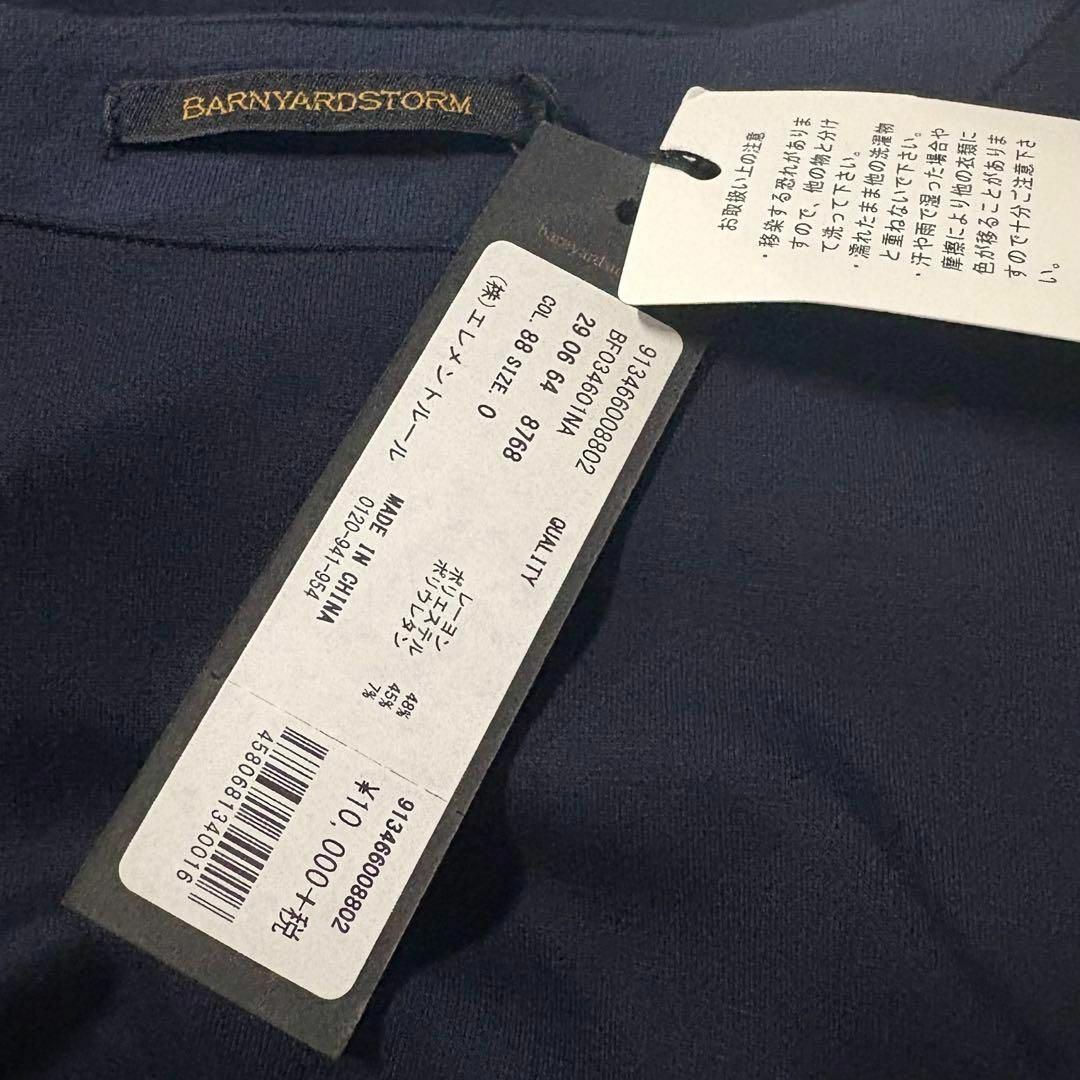 BARNYARDSTORM
お取扱い上の注意
・移染する恐れがありま
すので、他の物と分け
て洗って下さい。
・濡れたまま他の洗濯物
と重ねないで下さい。
・汗や雨で湿った場合や
摩擦により他の衣類に
色が移ることがありま
すので十分ご注意下さ
い。
913466008802
BF034601NA
29 06 64 8768
COL. 88 SIZE. 0
QUALITY
レーヨン 48%
ポリエステル 45%
ポリウレタン 7%
(株)エレメントルール
MADE IN CHINA
0120-941-954
913466008802
¥10,000+税
4580681340016